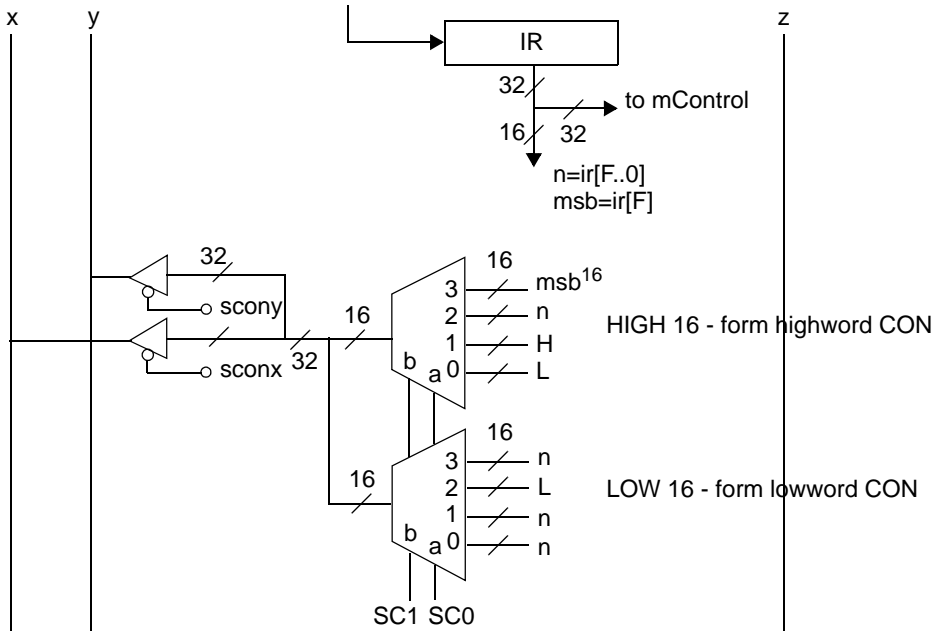 x
y
z
IR
32
to mControl
16
32
n=ir[F..0]
msb=ir[F]
32
scony
32
sconx
16
16
3
msb16
2
n
HIGH 16 - form highword CON
1
H
b
a
0
L
16
16
3
n
2
L
LOW 16 - form lowword CON
1
n
b
a
0
n
SC1
SC0